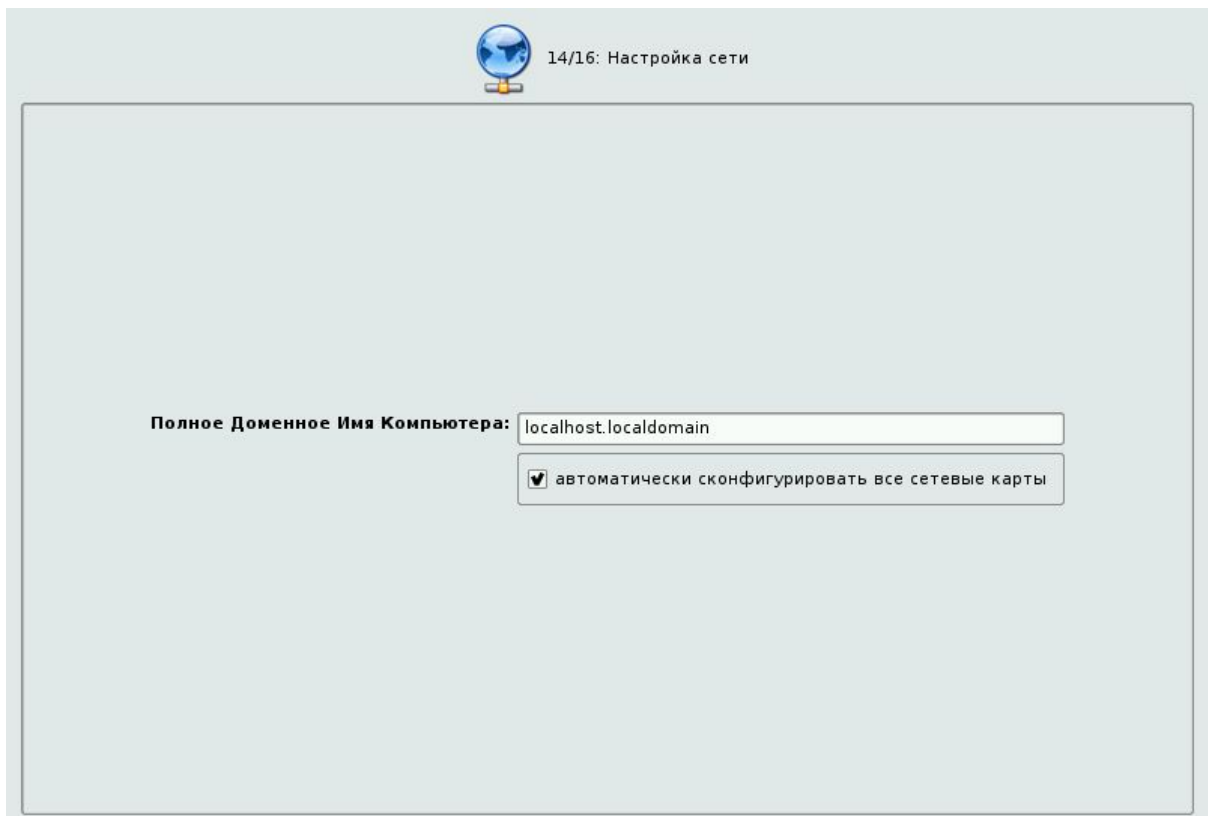 14/16: Настройка сети
Полное Доменное Имя Компьютера:
localhost.localdomain
автоматически сконфигурировать все сетевые карты